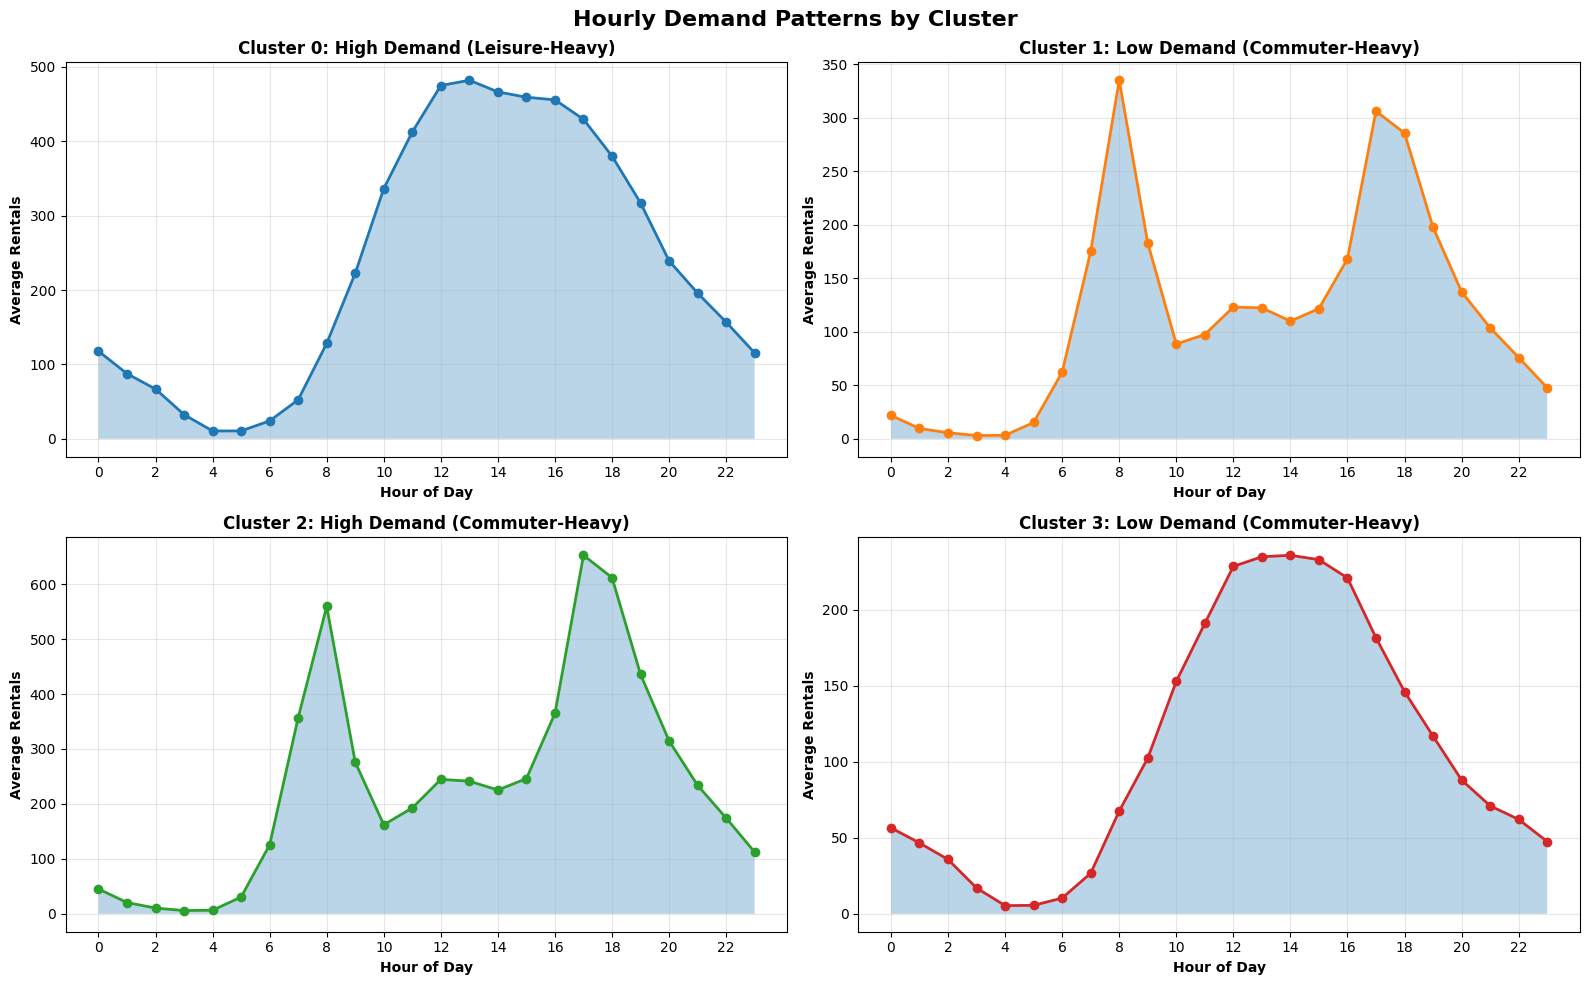 Hourly Demand Patterns by Cluster
Cluster 0: High Demand (Leisure-Heavy)
500
400
300
200
100
0
Average Rentals
0 2 4 6 8 10 12 14 16 18 20 22
Hour of Day
Cluster 1: Low Demand (Commuter-Heavy)
350
300
250
200
150
100
50
0
Average Rentals
0 2 4 6 8 10 12 14 16 18 20 22
Hour of Day
Cluster 2: High Demand (Commuter-Heavy)
600
500
400
300
200
100
0
Average Rentals
0 2 4 6 8 10 12 14 16 18 20 22
Hour of Day
Cluster 3: Low Demand (Commuter-Heavy)
200
150
100
50
0
Average Rentals
0 2 4 6 8 10 12 14 16 18 20 22
Hour of Day